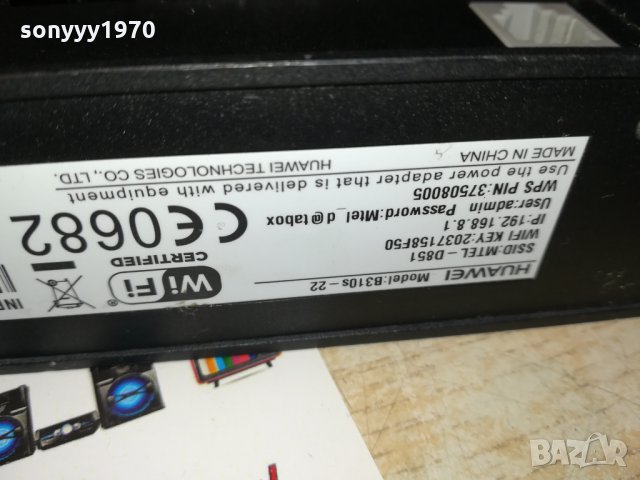 sonyyy1970
HUAWEI Model:B310s-22
SSID:MTEL-D851
WIFI KEY:2037158F50
IP:192.168.8.1
User:admin Password:Mtel_d@tabox
WPS PIN:37508005
Use the power adapter that is delivered with equipment
MADE IN CHINA HUAWEI TECHNOLOGIES CO., LTD.
WiFi
CERTIFIED
CE0682
BAZAR
bg